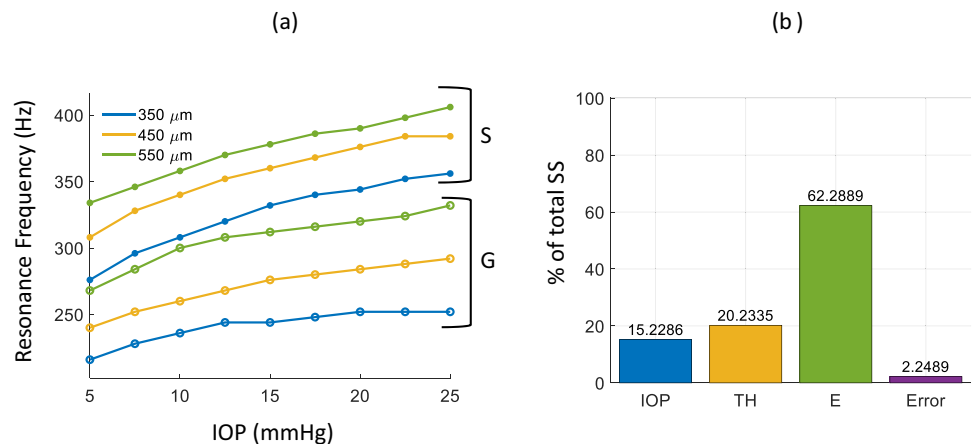 (a)
Resonance Frequency (Hz)
400
350
300
250
350 μm
450 μm
550 μm
S
G
5
10
15
20
25
IOP (mmHg)
(b )
% of total SS
100
80
60
40
20
0
15.2286
20.2335
62.2889
2.2489
IOP
TH
E
Error